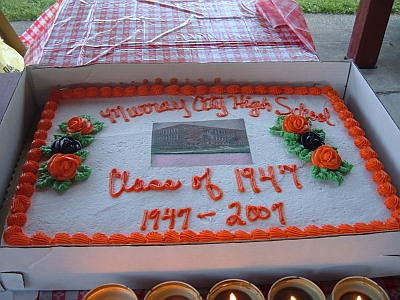 Murray City High School
Class of 1947
1947 - 2007